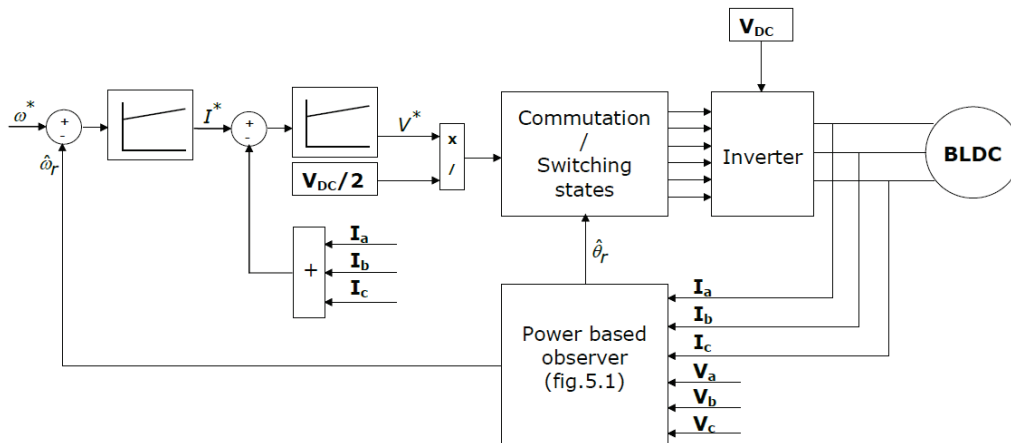 V_DC
ω*
+
-
I*
+
-
V*
x
/
V_DC/2
Commutation
/
Switching
states
Inverter
BLDC
ω̂_r
+
I_a
I_b
I_c
θ̂_r
Power based
observer
(fig.5.1)
I_a
I_b
I_c
V_a
V_b
V_c